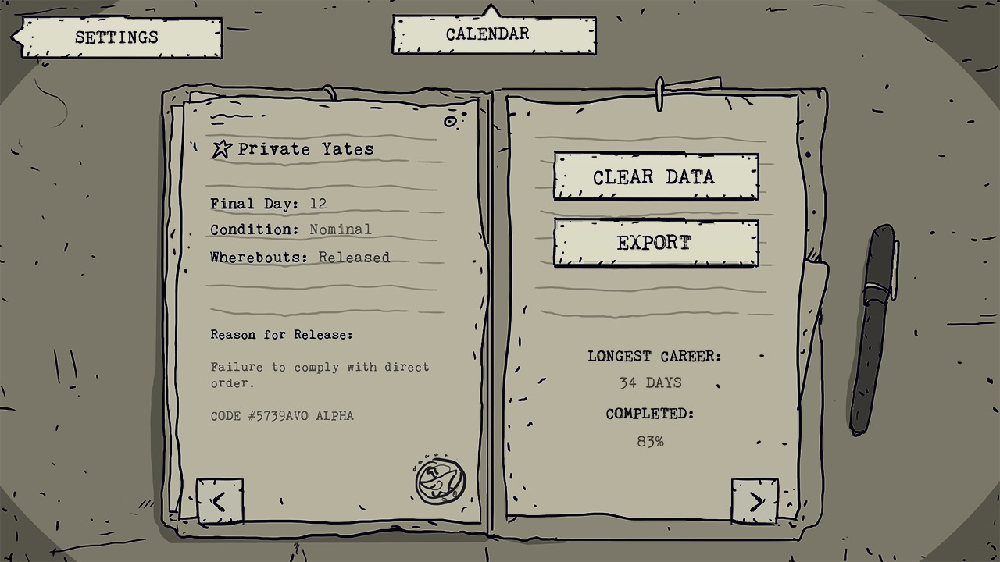 SETTINGS
CALENDAR
Private Yates
Final Day: 12
Condition: Nominal
Wherebouts: Released
Reason for Release:
Failure to comply with direct
order.
CODE #5739AVO ALPHA
<
CLEAR DATA
EXPORT
LONGEST CAREER:
34 DAYS
COMPLETED:
83%
>